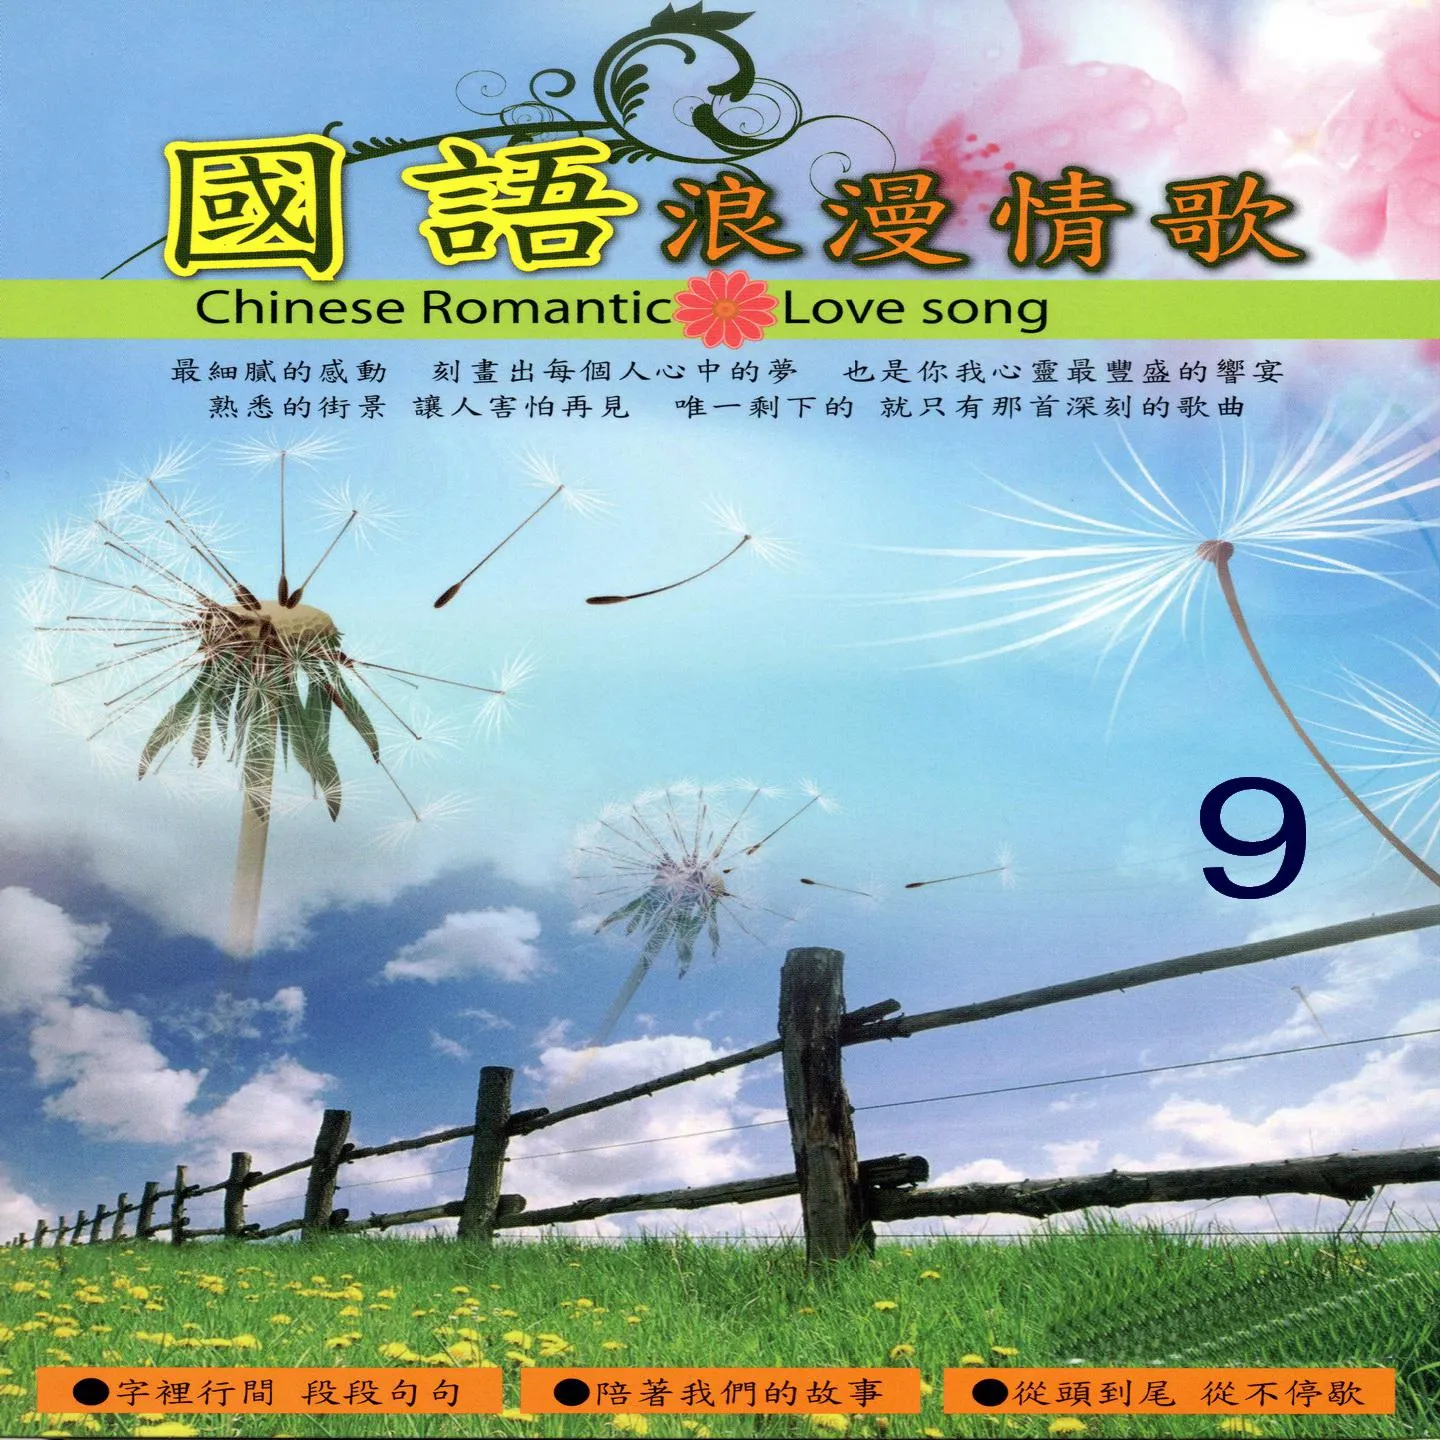 國語浪漫情歌
Chinese Romantic Love song
最細膩的感動 刻畫出每個人心中的夢 也是你我心靈最豐盛的響宴
熟悉的街景 讓人害怕再見 唯一剩下的 就只有那首深刻的歌曲
9
●字裡行間 段段句句 ●陪著我們的故事 ●從頭到尾 從不停歇